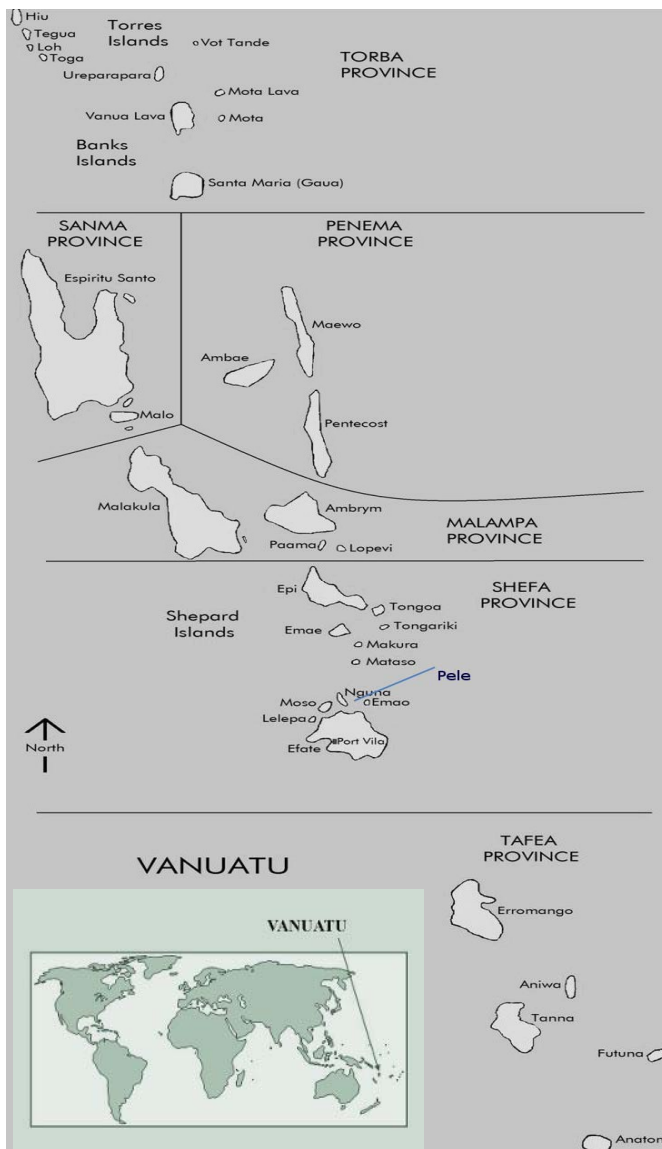 Hiu
Torres
Islands
Tegua
Loh
Toga
Vot Tande
TORBA
PROVINCE
Ureparapara
Mota Lava
Vanua Lava
Mota
Banks
Islands
Santa Maria (Gaua)
SANMA
PROVINCE
PENEMA
PROVINCE
Espiritu Santo
Maewo
Ambae
Malo
Pentecost
Malakula
Ambrym
MALAMPA
PROVINCE
Paama
Lopevi
Epi
SHEFA
PROVINCE
Shepard
Islands
Tongoa
Tongariki
Emae
Makura
Mataso
Pele
Nguna
Moso
Emao
Lelepa
Efate
Port Vila
North
VANUATU
TAFEA
PROVINCE
Erromango
VANUATU
Aniwa
Tanna
Futuna
Anatom